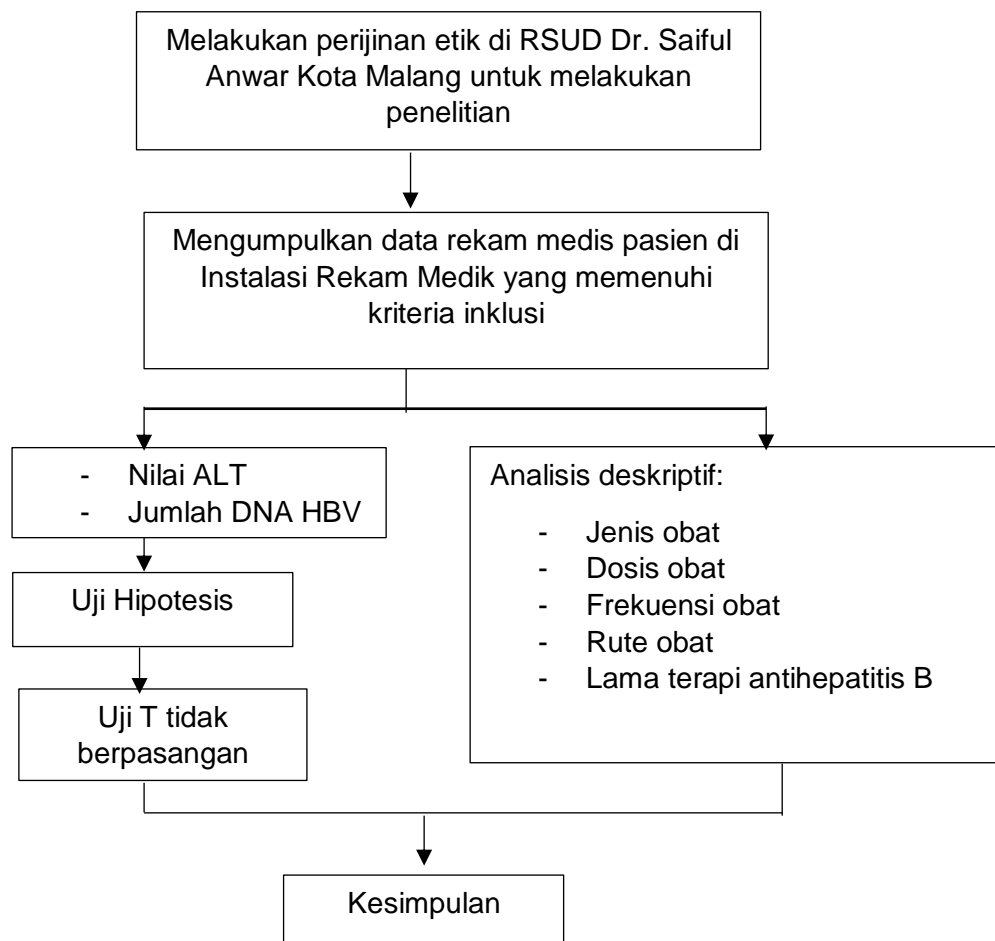 Melakukan perijinan etik di RSUD Dr. Saiful
Anwar Kota Malang untuk melakukan
penelitian
Mengumpulkan data rekam medis pasien di
Instalasi Rekam Medik yang memenuhi
kriteria inklusi
- Nilai ALT
- Jumlah DNA HBV
Uji Hipotesis
Uji T tidak
berpasangan
Analisis deskriptif:
- Jenis obat
- Dosis obat
- Frekuensi obat
- Rute obat
- Lama terapi antihepatitis B
Kesimpulan